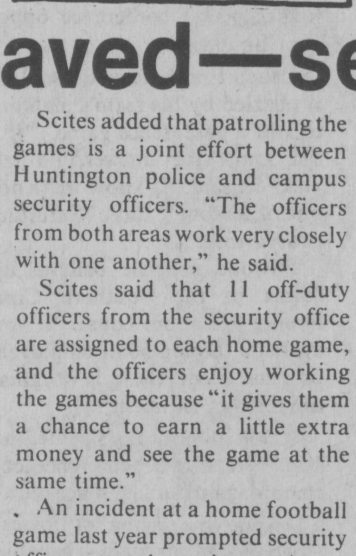 aved—se
Scites added that patrolling the
games is a joint effort between
Huntington police and campus
security officers. “The officers
from both areas work very closely
with one another,” he said.
Scites said that 11 off-duty
officers from the security office
are assigned to each home game,
and the officers enjoy working
the games because “it gives them
a chance to earn a little extra
money and see the game at the
same time.”
An incident at a home football
game last year prompted security